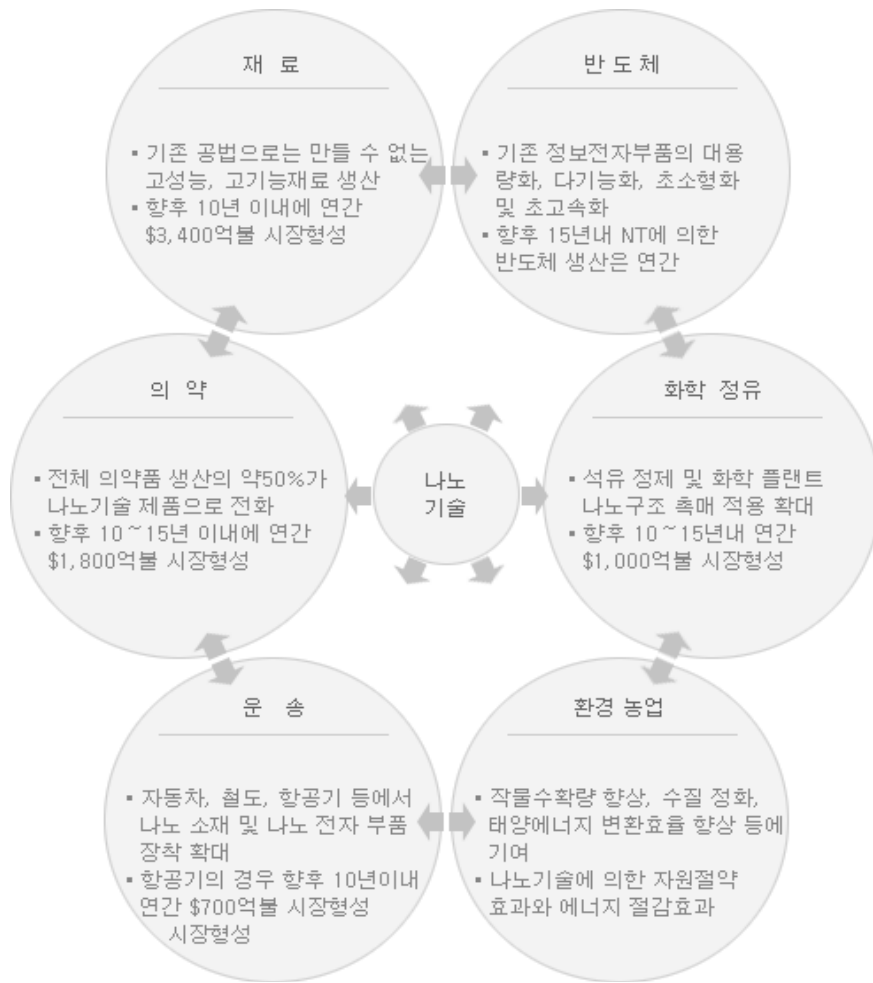 재 료
▪ 기존 공법으로는 만들 수 없는
고성능, 고기능재료 생산
▪ 향후 10년 이내에 연간
$3,400억불 시장형성
반 도 체
▪ 기존 정보전자부품의 대용
량화, 다기능화, 초소형화
및 초고속화
▪ 향후 15년내 NT에 의한
반도체 생산은 연간
의 약
▪ 전체 의약품 생산의 약50%가
나노기술 제품으로 전화
▪ 향후 10~15년 이내에 연간
$1,800억불 시장형성
나노
기술
화학 정유
▪ 석유 정제 및 화학 플랜트
나노구조 촉매 적용 확대
▪ 향후 10~15년내 연간
$1,000억불 시장형성
운 송
▪ 자동차, 철도, 항공기 등에서
나노 소재 및 나노 전자 부품
장착 확대
▪ 항공기의 경우 향후 10년이내
연간 $700억불 시장형성
시장형성
환경 농업
▪ 작물수확량 향상, 수질 정화,
태양에너지 변환효율 향상 등에
기여
▪ 나노기술에 의한 자원절약
효과와 에너지 절감효과